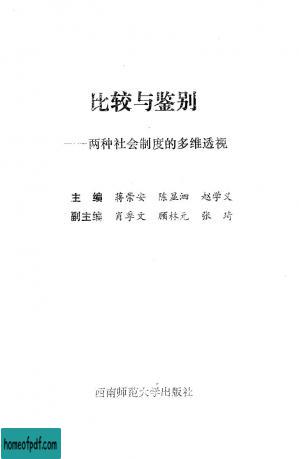 比较与鉴别
——两种社会制度的多维透视
主 编 蒋荣安 陈显泗 赵学义
副主编 肖季文 顾林元 张 琦
西南师范大学出版社
homeofpdf.com